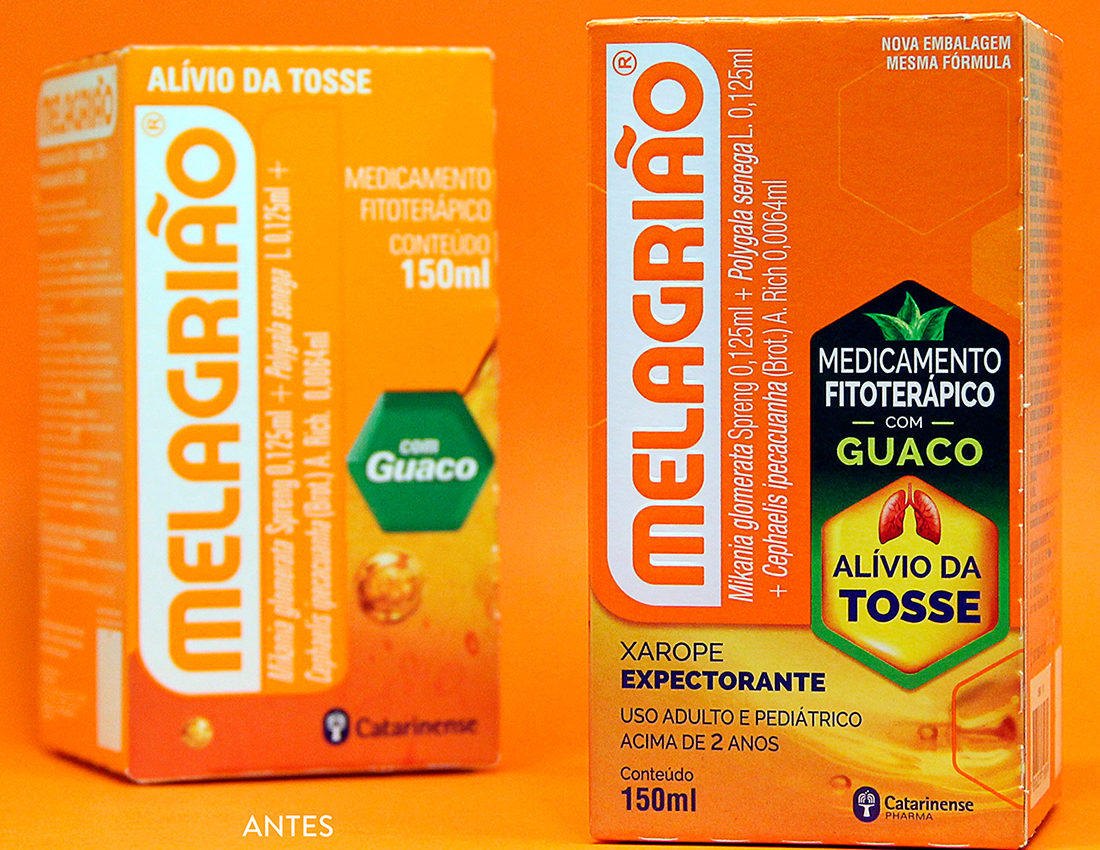 MELAGRIÃO
ALÍVIO DA TOSSE
MELAGRIÃO®
Mikania glomerata Spreng 0,125ml + Polygala senega L. 0,125ml +
Cephaelis ipecacuanha (Brot.) A. Rich. 0,0064ml
MEDICAMENTO
FITOTERÁPICO
CONTEÚDO
150ml
com
Guaco
Catarinense
ANTES
NOVA EMBALAGEM
MESMA FÓRMULA
MELAGRIÃO®
Mikania glomerata Spreng 0,125ml + Polygala senega L. 0,125ml
+ Cephaelis ipecacuanha (Brot.) A. Rich 0,0064ml
MEDICAMENTO
FITOTERÁPICO
COM
GUACO
ALÍVIO DA
TOSSE
XAROPE
EXPECTORANTE
USO ADULTO E PEDIÁTRICO
ACIMA DE 2 ANOS
Conteúdo
150ml
Catarinense
PHARMA